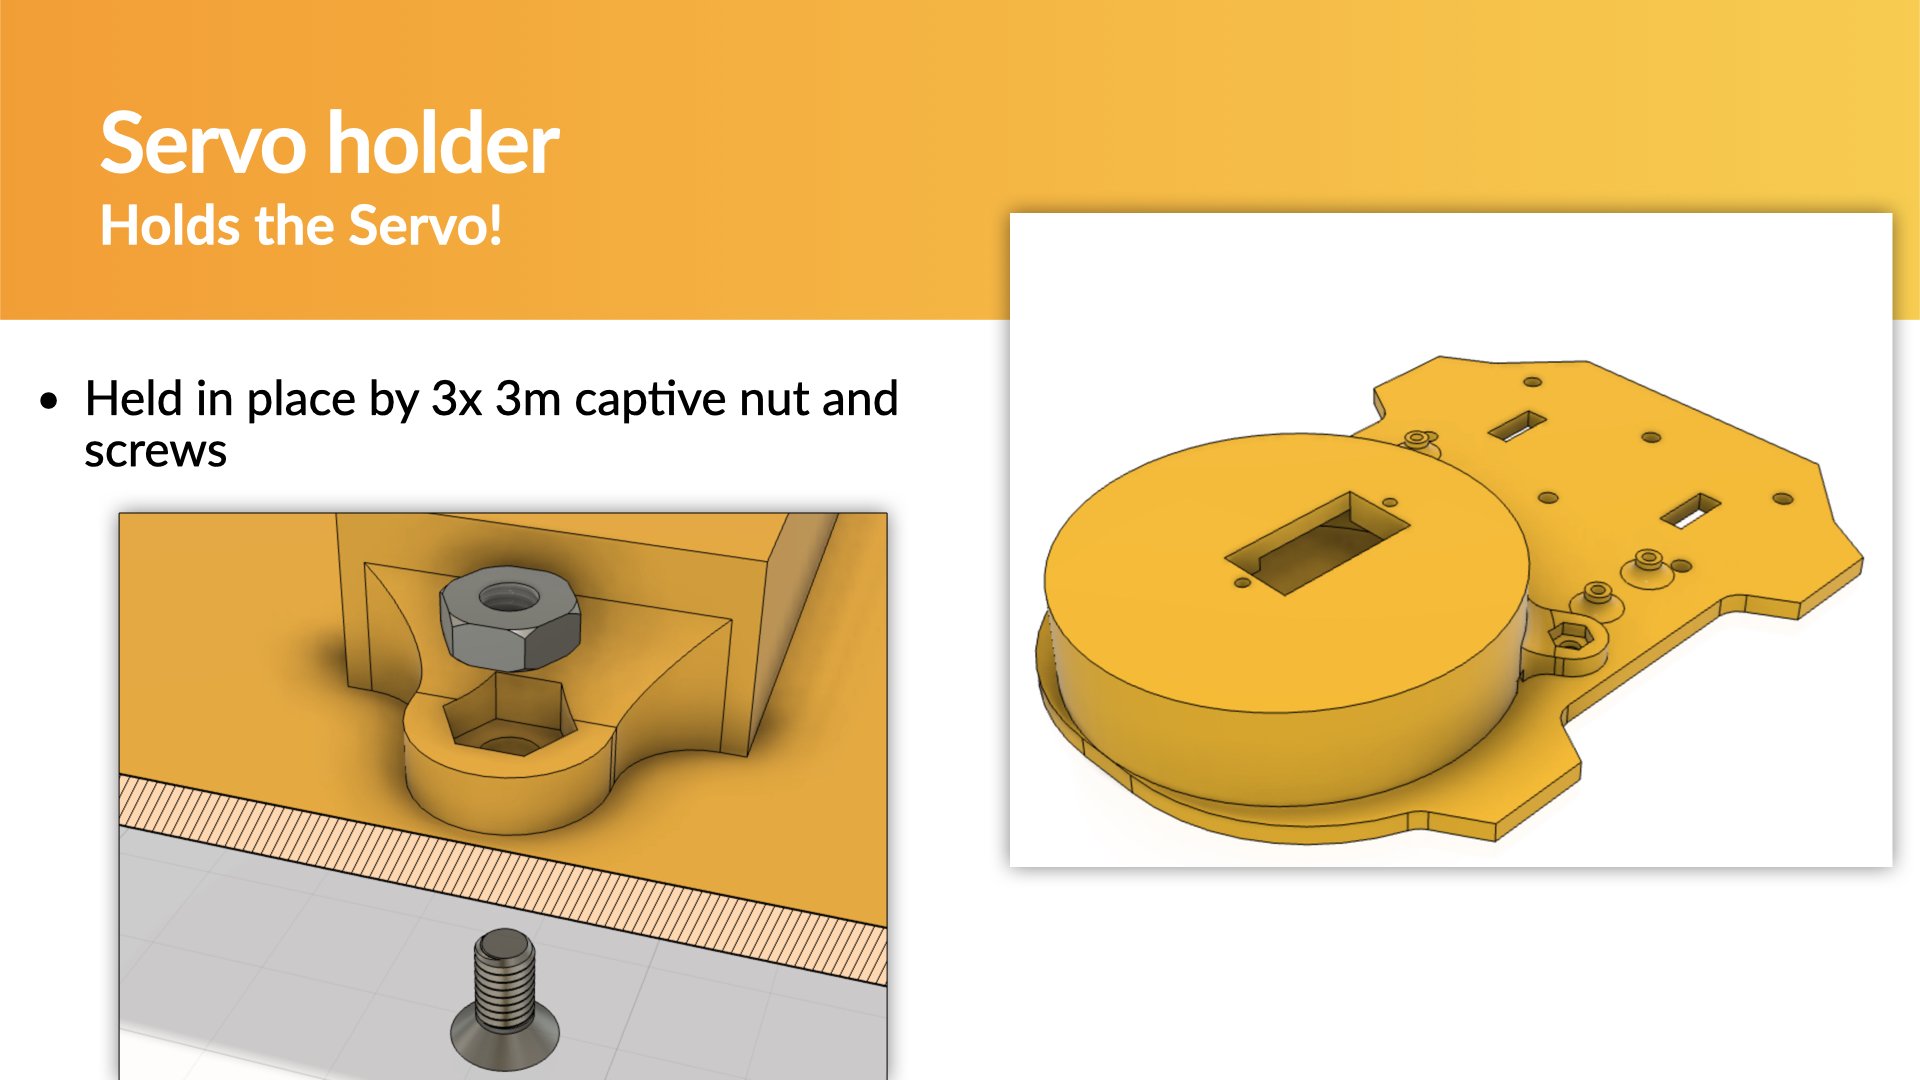 Servo holder
Holds the Servo!
• Held in place by 3x 3m captive nut and
screws